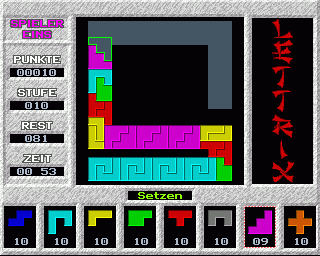 SPIELER
EINS
PUNKTE
00010
STUFE
010
REST
081
ZEIT
00 53
LETTRIX
Setzen
10
10
10
10
10
10
09
10